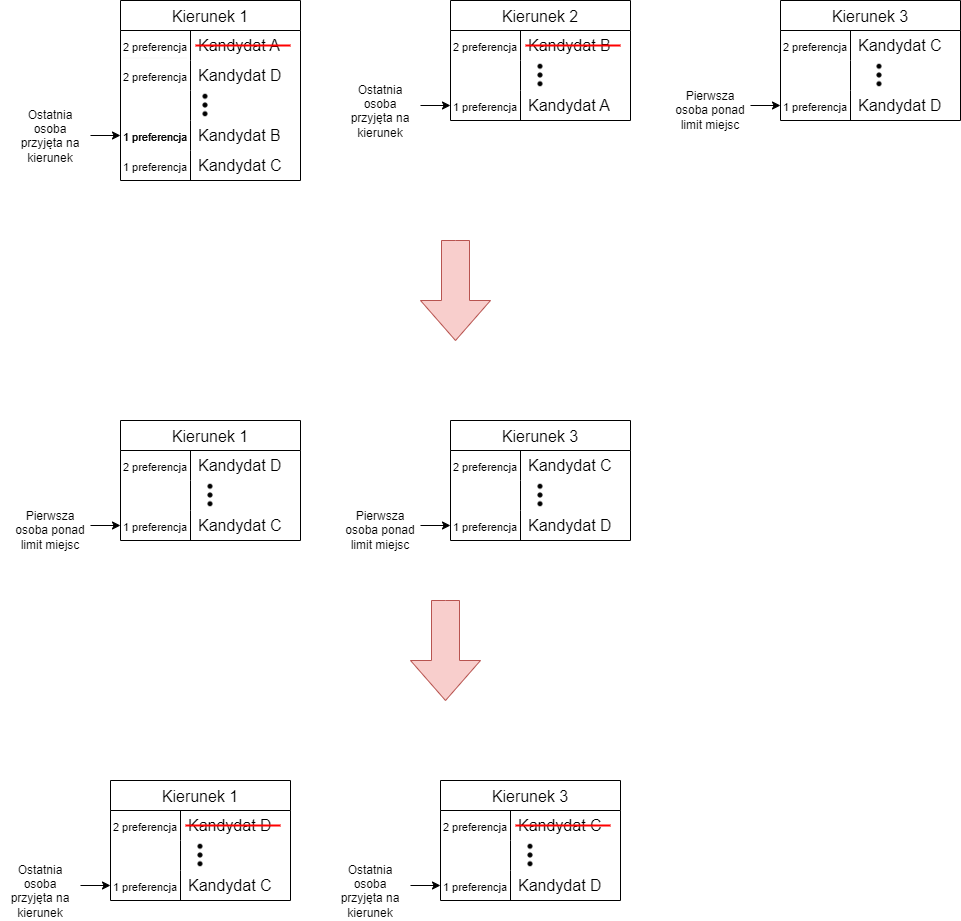 Kierunek 1
2 preferencja Kandydat A
2 preferencja Kandydat D
Ostatnia
osoba
przyjęta na
kierunek
1 preferencja Kandydat B
1 preferencja Kandydat C
Kierunek 2
2 preferencja Kandydat B
Ostatnia
osoba
przyjęta na
kierunek
1 preferencja Kandydat A
Kierunek 3
2 preferencja Kandydat C
Pierwsza
osoba ponad
limit miejsc
1 preferencja Kandydat D
Kierunek 1
2 preferencja Kandydat D
Pierwsza
osoba ponad
limit miejsc
1 preferencja Kandydat C
Kierunek 3
2 preferencja Kandydat C
Pierwsza
osoba ponad
limit miejsc
1 preferencja Kandydat D
Kierunek 1
2 preferencja Kandydat D
Ostatnia
osoba
przyjęta na
kierunek
1 preferencja Kandydat C
Kierunek 3
2 preferencja Kandydat C
Ostatnia
osoba
przyjęta na
kierunek
1 preferencja Kandydat D